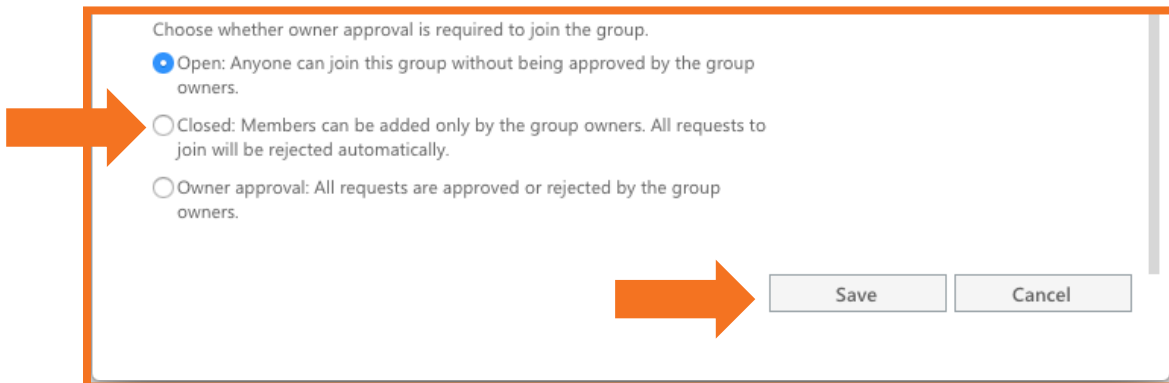 Choose whether owner approval is required to join the group.
Open: Anyone can join this group without being approved by the group
owners.
Closed: Members can be added only by the group owners. All requests to
join will be rejected automatically.
Owner approval: All requests are approved or rejected by the group
owners.
Save
Cancel